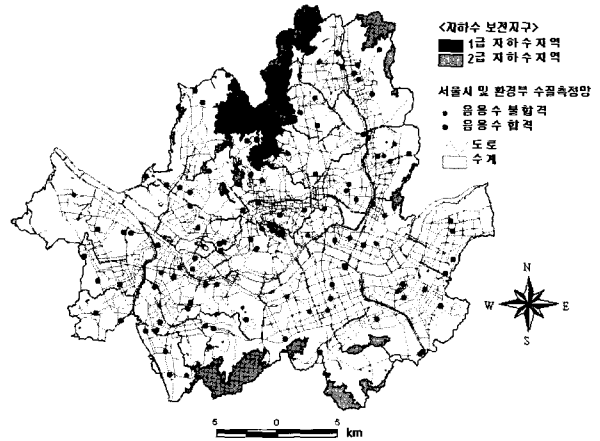 <지하수 보전지구>
1급 지하수지역
2급 지하수지역
서울시 및 환경부 수질측정망
음용수 불합격
음용수 합격
도로
수계
N
W E
S
5 0 5
km